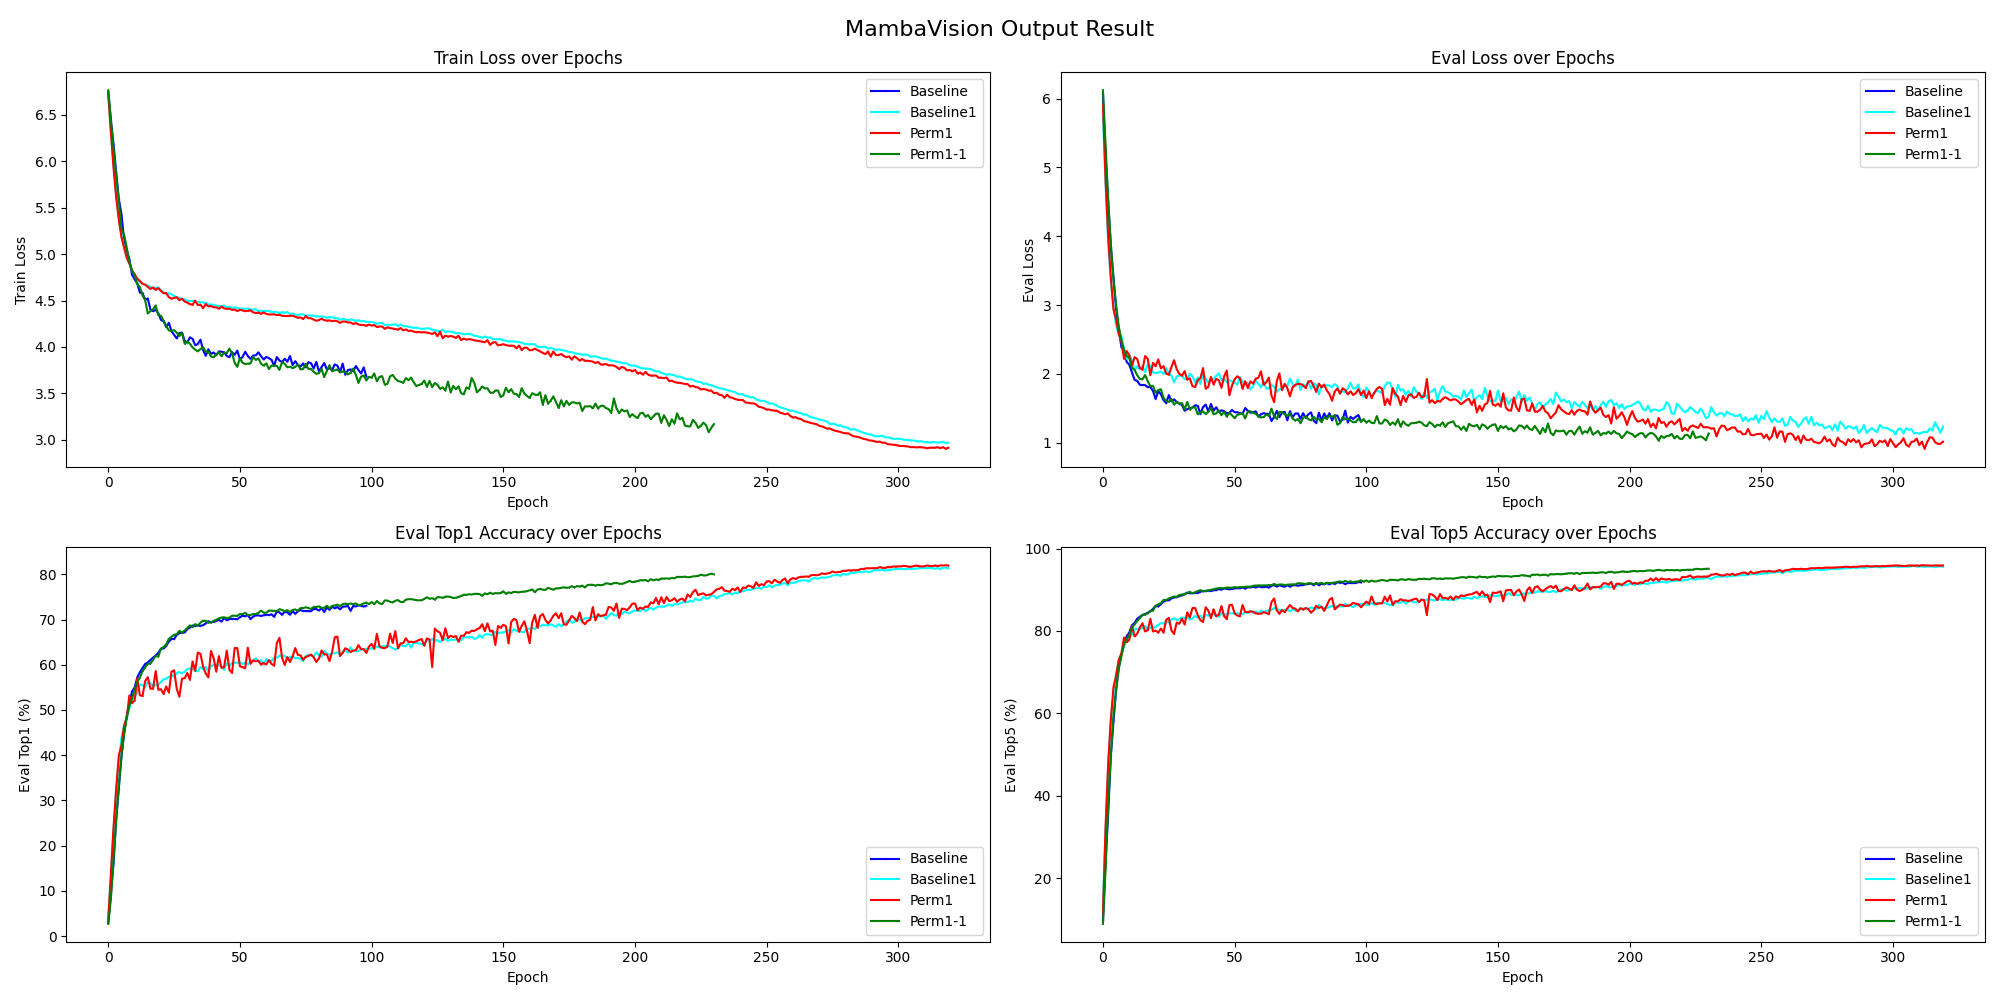 MambaVision Output Result
Train Loss over Epochs
Train Loss
6.5
6.0
5.5
5.0
4.5
4.0
3.5
3.0
Baseline
Baseline1
Perm1
Perm1-1
0 50 100 150 200 250 300
Epoch
Eval Loss over Epochs
Eval Loss
6
5
4
3
2
1
Baseline
Baseline1
Perm1
Perm1-1
0 50 100 150 200 250 300
Epoch
Eval Top1 Accuracy over Epochs
Eval Top1 (%)
80
70
60
50
40
30
20
10
0
Baseline
Baseline1
Perm1
Perm1-1
0 50 100 150 200 250 300
Epoch
Eval Top5 Accuracy over Epochs
Eval Top5 (%)
100
80
60
40
20
Baseline
Baseline1
Perm1
Perm1-1
0 50 100 150 200 250 300
Epoch